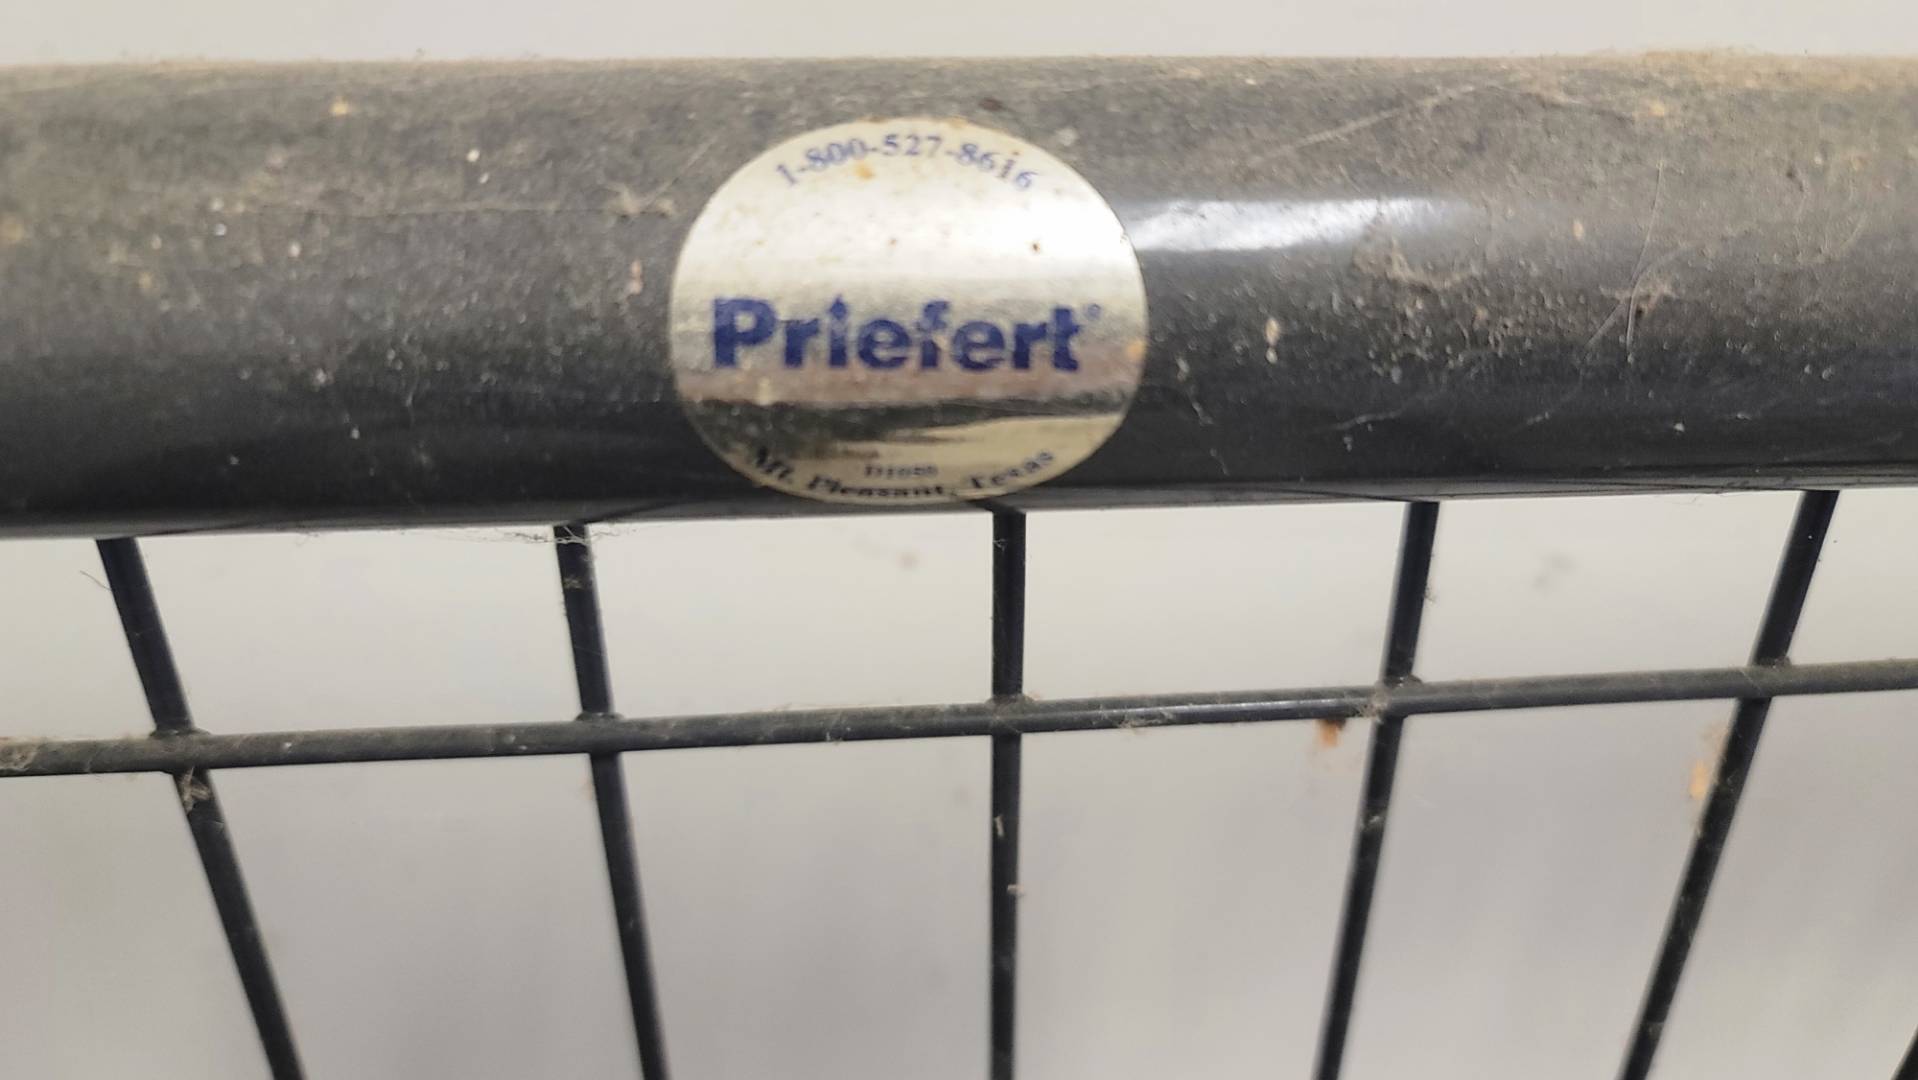 1-800-527-8616
Priefert®
Mt. Pleasant, Texas